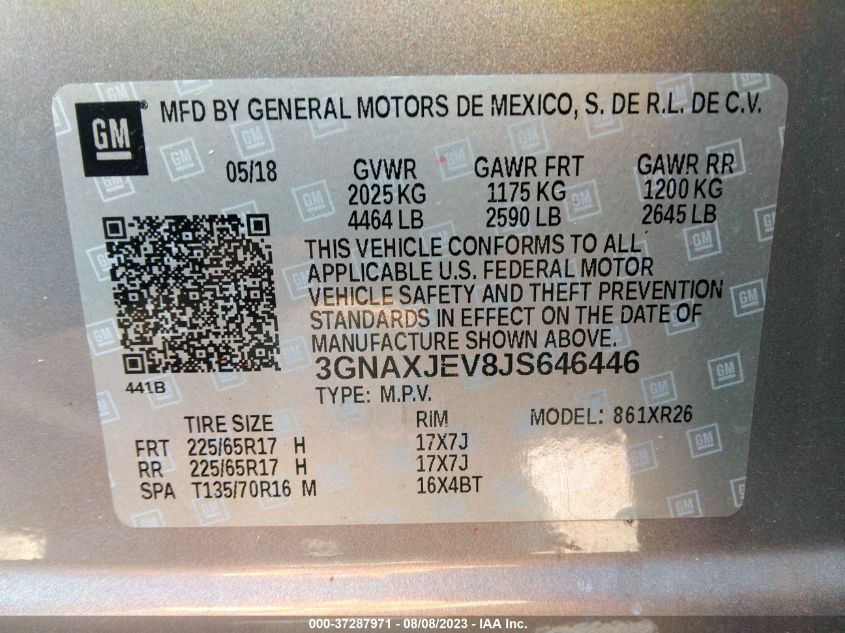 GM
MFD BY GENERAL MOTORS DE MEXICO, S. DE R.L. DE C.V.
05/18 GVWR GAWR FRT GAWR RR
2025 KG 1175 KG 1200 KG
4464 LB 2590 LB 2645 LB
THIS VEHICLE CONFORMS TO ALL
APPLICABLE U.S. FEDERAL MOTOR
VEHICLE SAFETY AND THEFT PREVENTION
STANDARDS IN EFFECT ON THE DATE OF
MANUFACTURE SHOWN ABOVE.
3GNAXJEV8JS646446
441B
TYPE: M.P.V.
TIRE SIZE RIM MODEL: 861XR26
FRT 225/65R17 H 17X7J
RR 225/65R17 H 17X7J
SPA T135/70R16 M 16X4BT
000-37287971 - 08/08/2023 - IAA Inc.